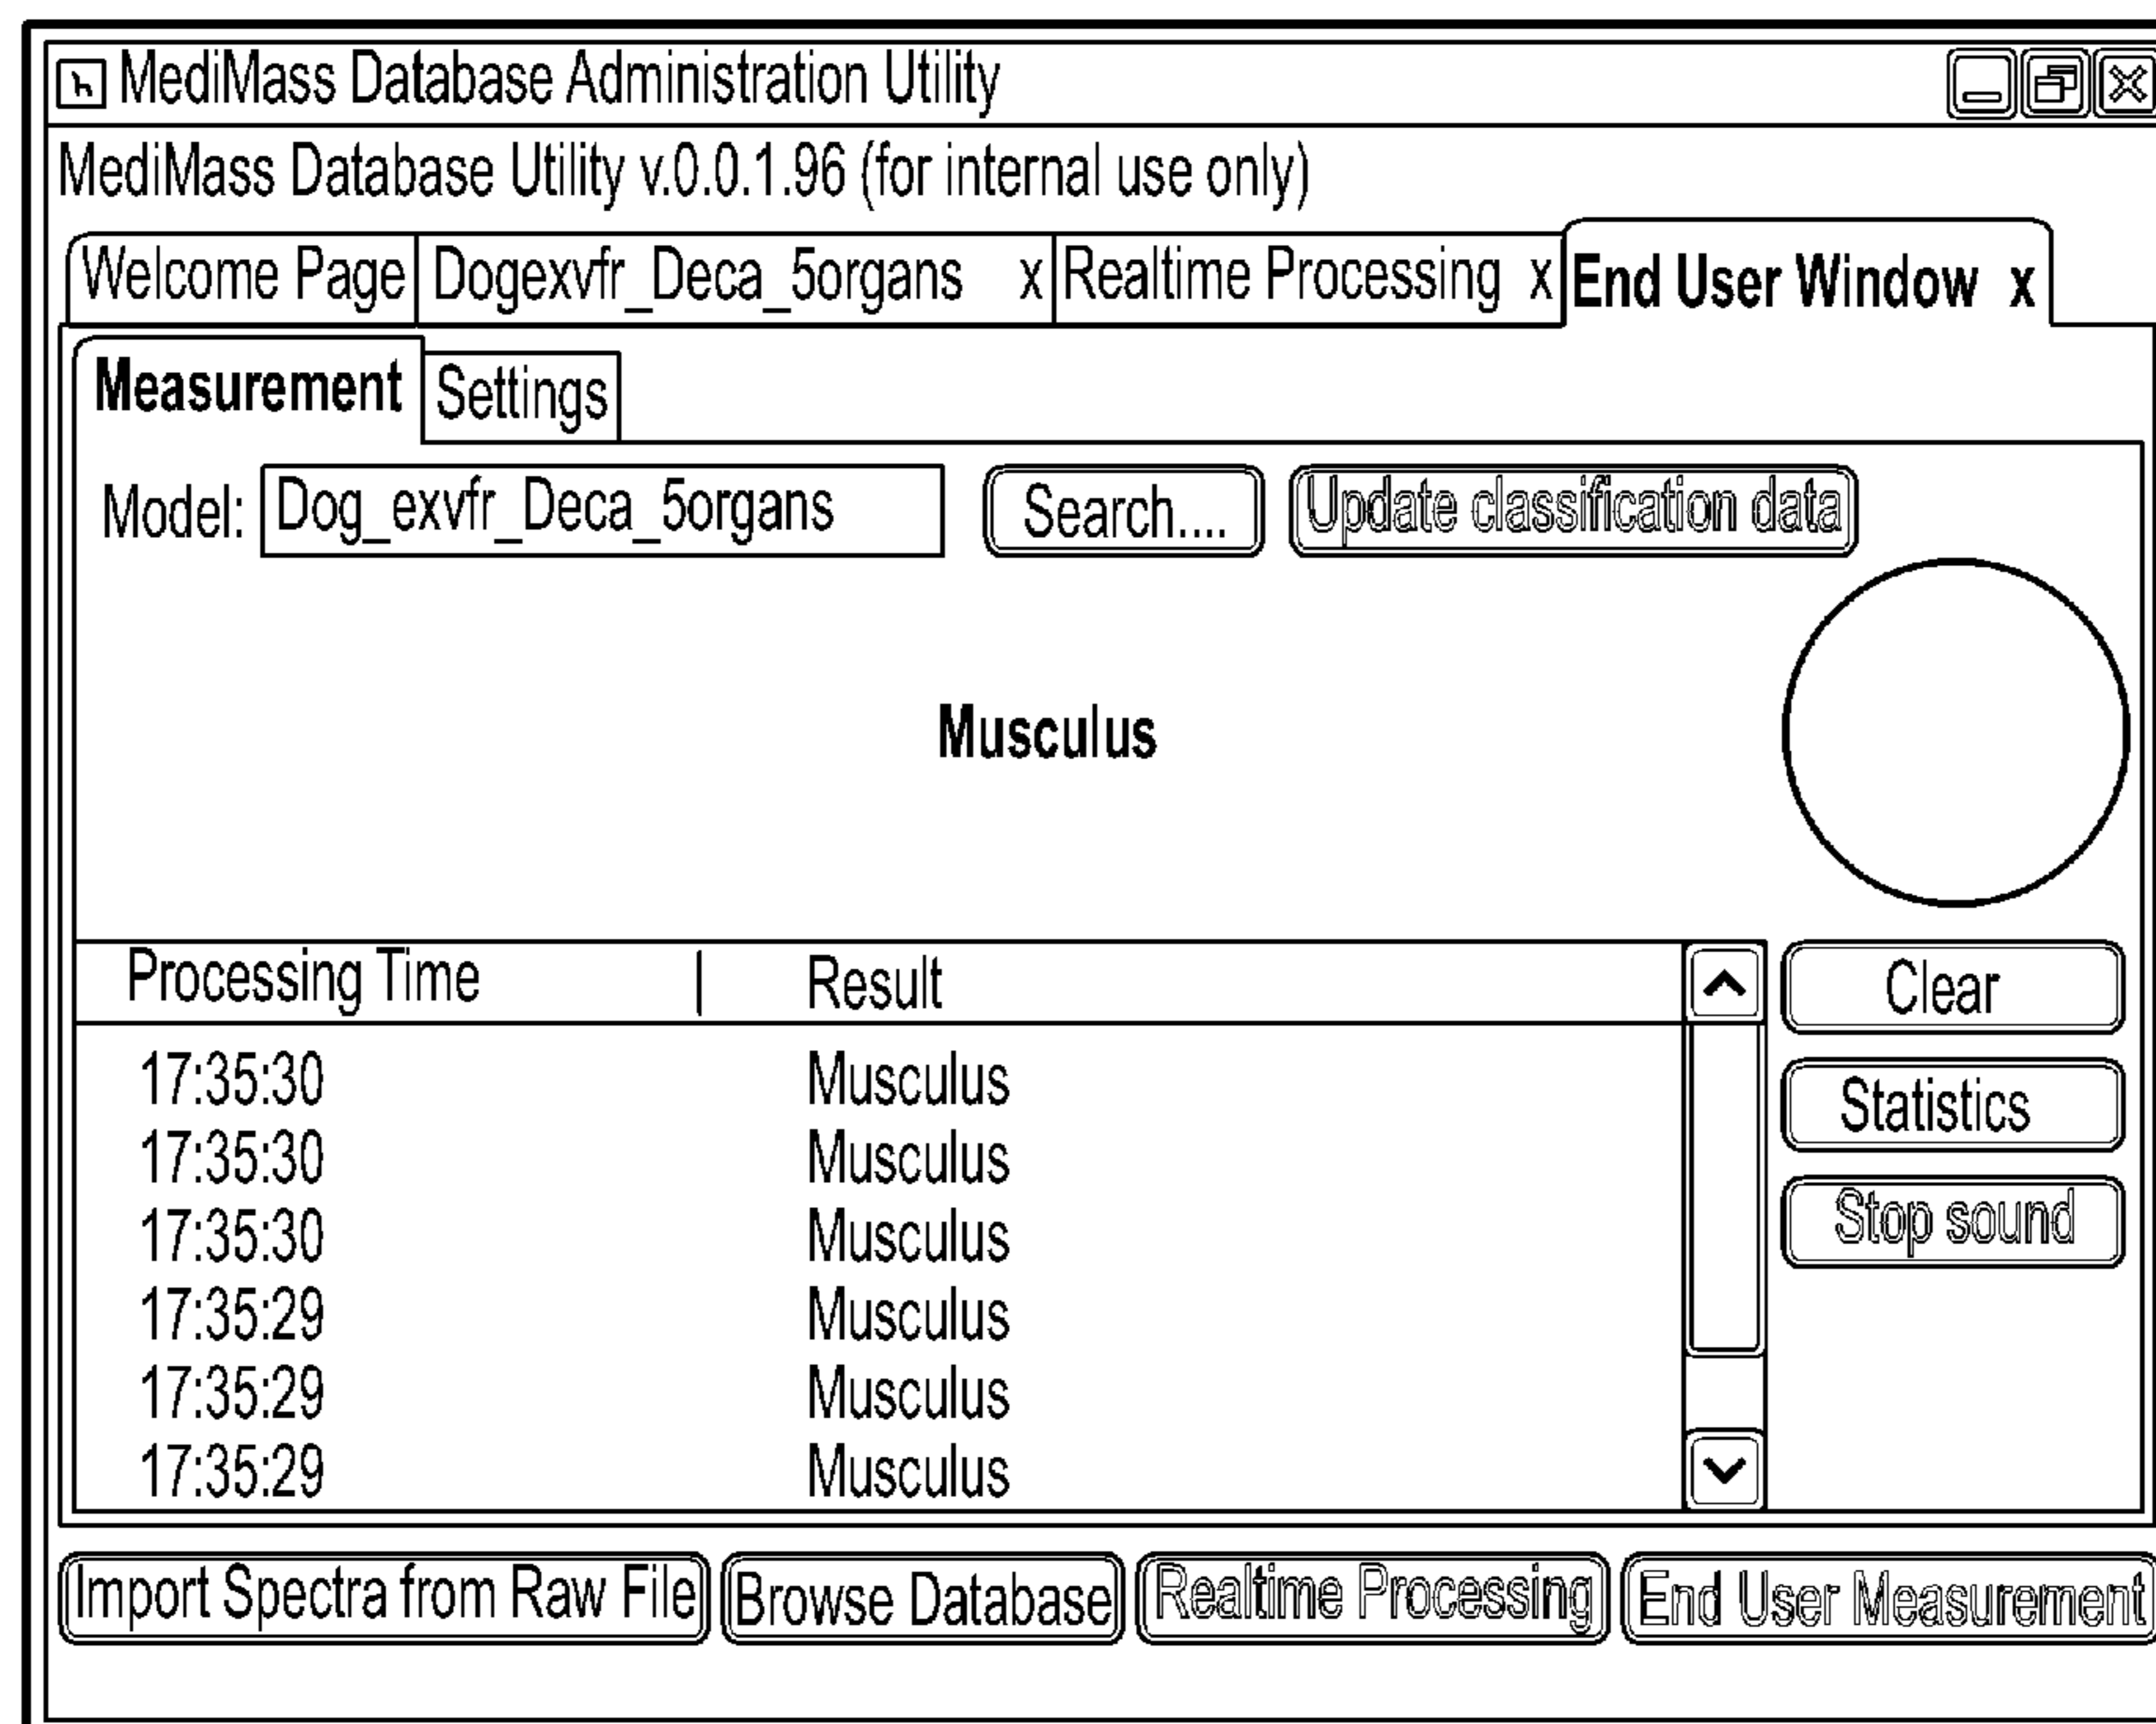 MediMass Database Administration Utility
MediMass Database Utility v.0.0.1.96 (for internal use only)
Welcome Page Dogexvfr_Deca_5organs x Realtime Processing x End User Window x
Measurement Settings
Model: Dog_exvfr_Deca_5organs Search.... Update classification data
Musculus
Processing Time | Result Clear
17:35:30 Musculus
Statistics
17:35:30 Musculus
17:35:30 Musculus Stop sound
17:35:29 Musculus
17:35:29 Musculus
17:35:29 Musculus
Import Spectra from Raw File Browse Database Realtime Processing End User Measurement